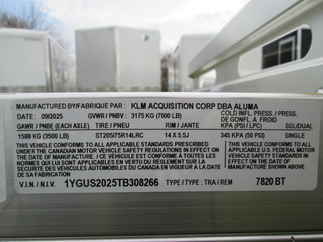 MANUFACTURED BY/FABRIQUE PAR : KLM ACQUISITION CORP DBA ALUMA
DATE : 09/2025 GVWR / PNBV : 3175 KG (7000 LB) COLD INFL. PRESS. / PRESS. DE GONFL. À FROID
GAWR / PNBE (EACH AXLE) TIRE / PNEU RIM / JANTE KPA (PSI/LPC) SGL/DUAL
1588 KG (3500 LB) ST205/75R14LRC 14 X 5.5J 345 KPA (50 PSI) SINGLE
THIS VEHICLE CONFORMS TO ALL APPLICABLE STANDARDS PRESCRIBED
UNDER THE CANADIAN MOTOR VEHICLE SAFETY REGULATIONS IN EFFECT
ON THE DATE OF MANUFACTURE / CE VÉHICULE EST CONFORME À TOUTES
LES NORMES QUI LUI SONT APPLICABLES EN VERTU DU RÈGLEMENT SUR LA
SÉCURITÉ DES VÉHICULES AUTOMOBILES DU CANADA EN VIGUEUR À LA DATE
DE SA FABRICATION
THIS VEHICLE CONFORMS TO ALL
APPLICABLE U.S. FEDERAL MOTOR
VEHICLE SAFETY STANDARDS
IN EFFECT ON THE DATE OF
MANUFACTURE SHOWN ABOVE.
V.I.N. / N.I.V. 1YGUS2025TB308266 TYPE / TYPE : TRA / REM 7820 BT